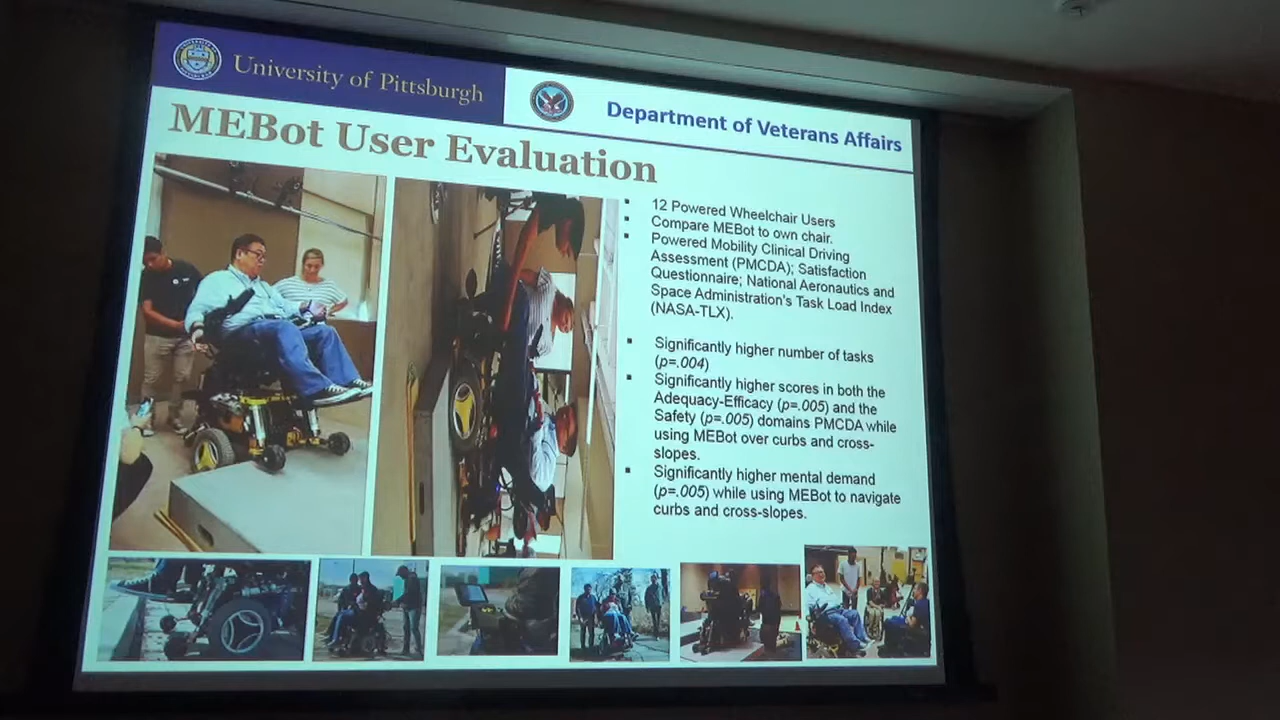 University of Pittsburgh
Department of Veterans Affairs
MEBot User Evaluation
12 Powered Wheelchair Users
Compare MEBot to own chair.
Powered Mobility Clinical Driving
Assessment (PMCDA); Satisfaction
Questionnaire; National Aeronautics and
Space Administration's Task Load Index
(NASA-TLX).
Significantly higher number of tasks
(p=.004)
Significantly higher scores in both the
Adequacy-Efficacy (p=.005) and the
Safety (p=.005) domains PMCDA while
using MEBot over curbs and cross-
slopes.
Significantly higher mental demand
(p=.005) while using MEBot to navigate
curbs and cross-slopes.